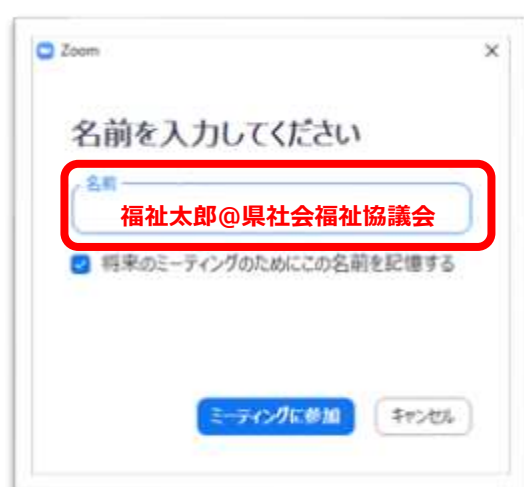 Zoom
名前を入力してください
名前
福祉太郎@県社会福祉協議会
将来のミーティングのためにこの名前を記憶する
ミーティングに参加
キャンセル